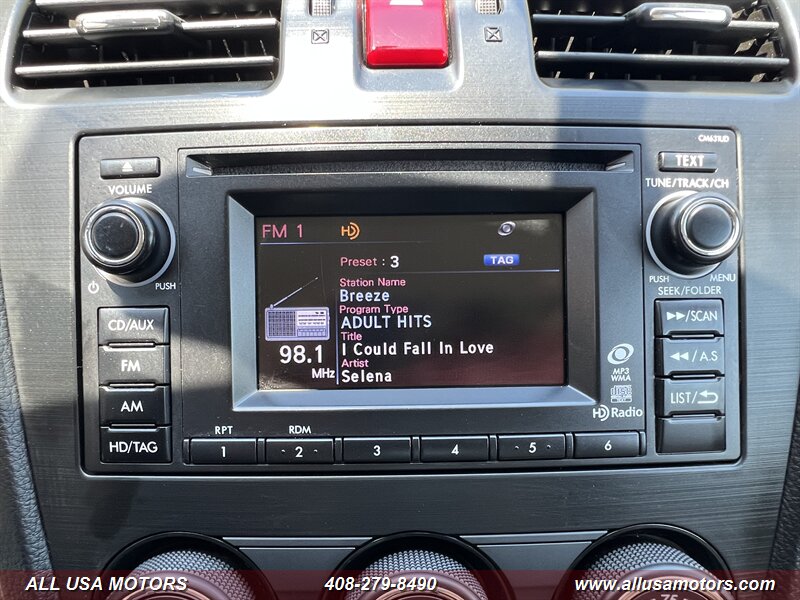 CM631UD
TEXT
VOLUME
TUNE/TRACK/CH
PUSH
PUSH
MENU
SEEK/FOLDER
FM 1
HD
Preset : 3
TAG
Station Name
Breeze
Program Type
ADULT HITS
Title
I Could Fall In Love
Artist
Selena
98.1
MHz
CD/AUX
FM
AM
HD/TAG
▶▶/SCAN
◀◀/A.S
LIST/
MP3
WMA
HD Radio
RPT
RDM
1
2
3
4
5
6
75
ALL USA MOTORS
408-279-8490
www.allusamotors.com